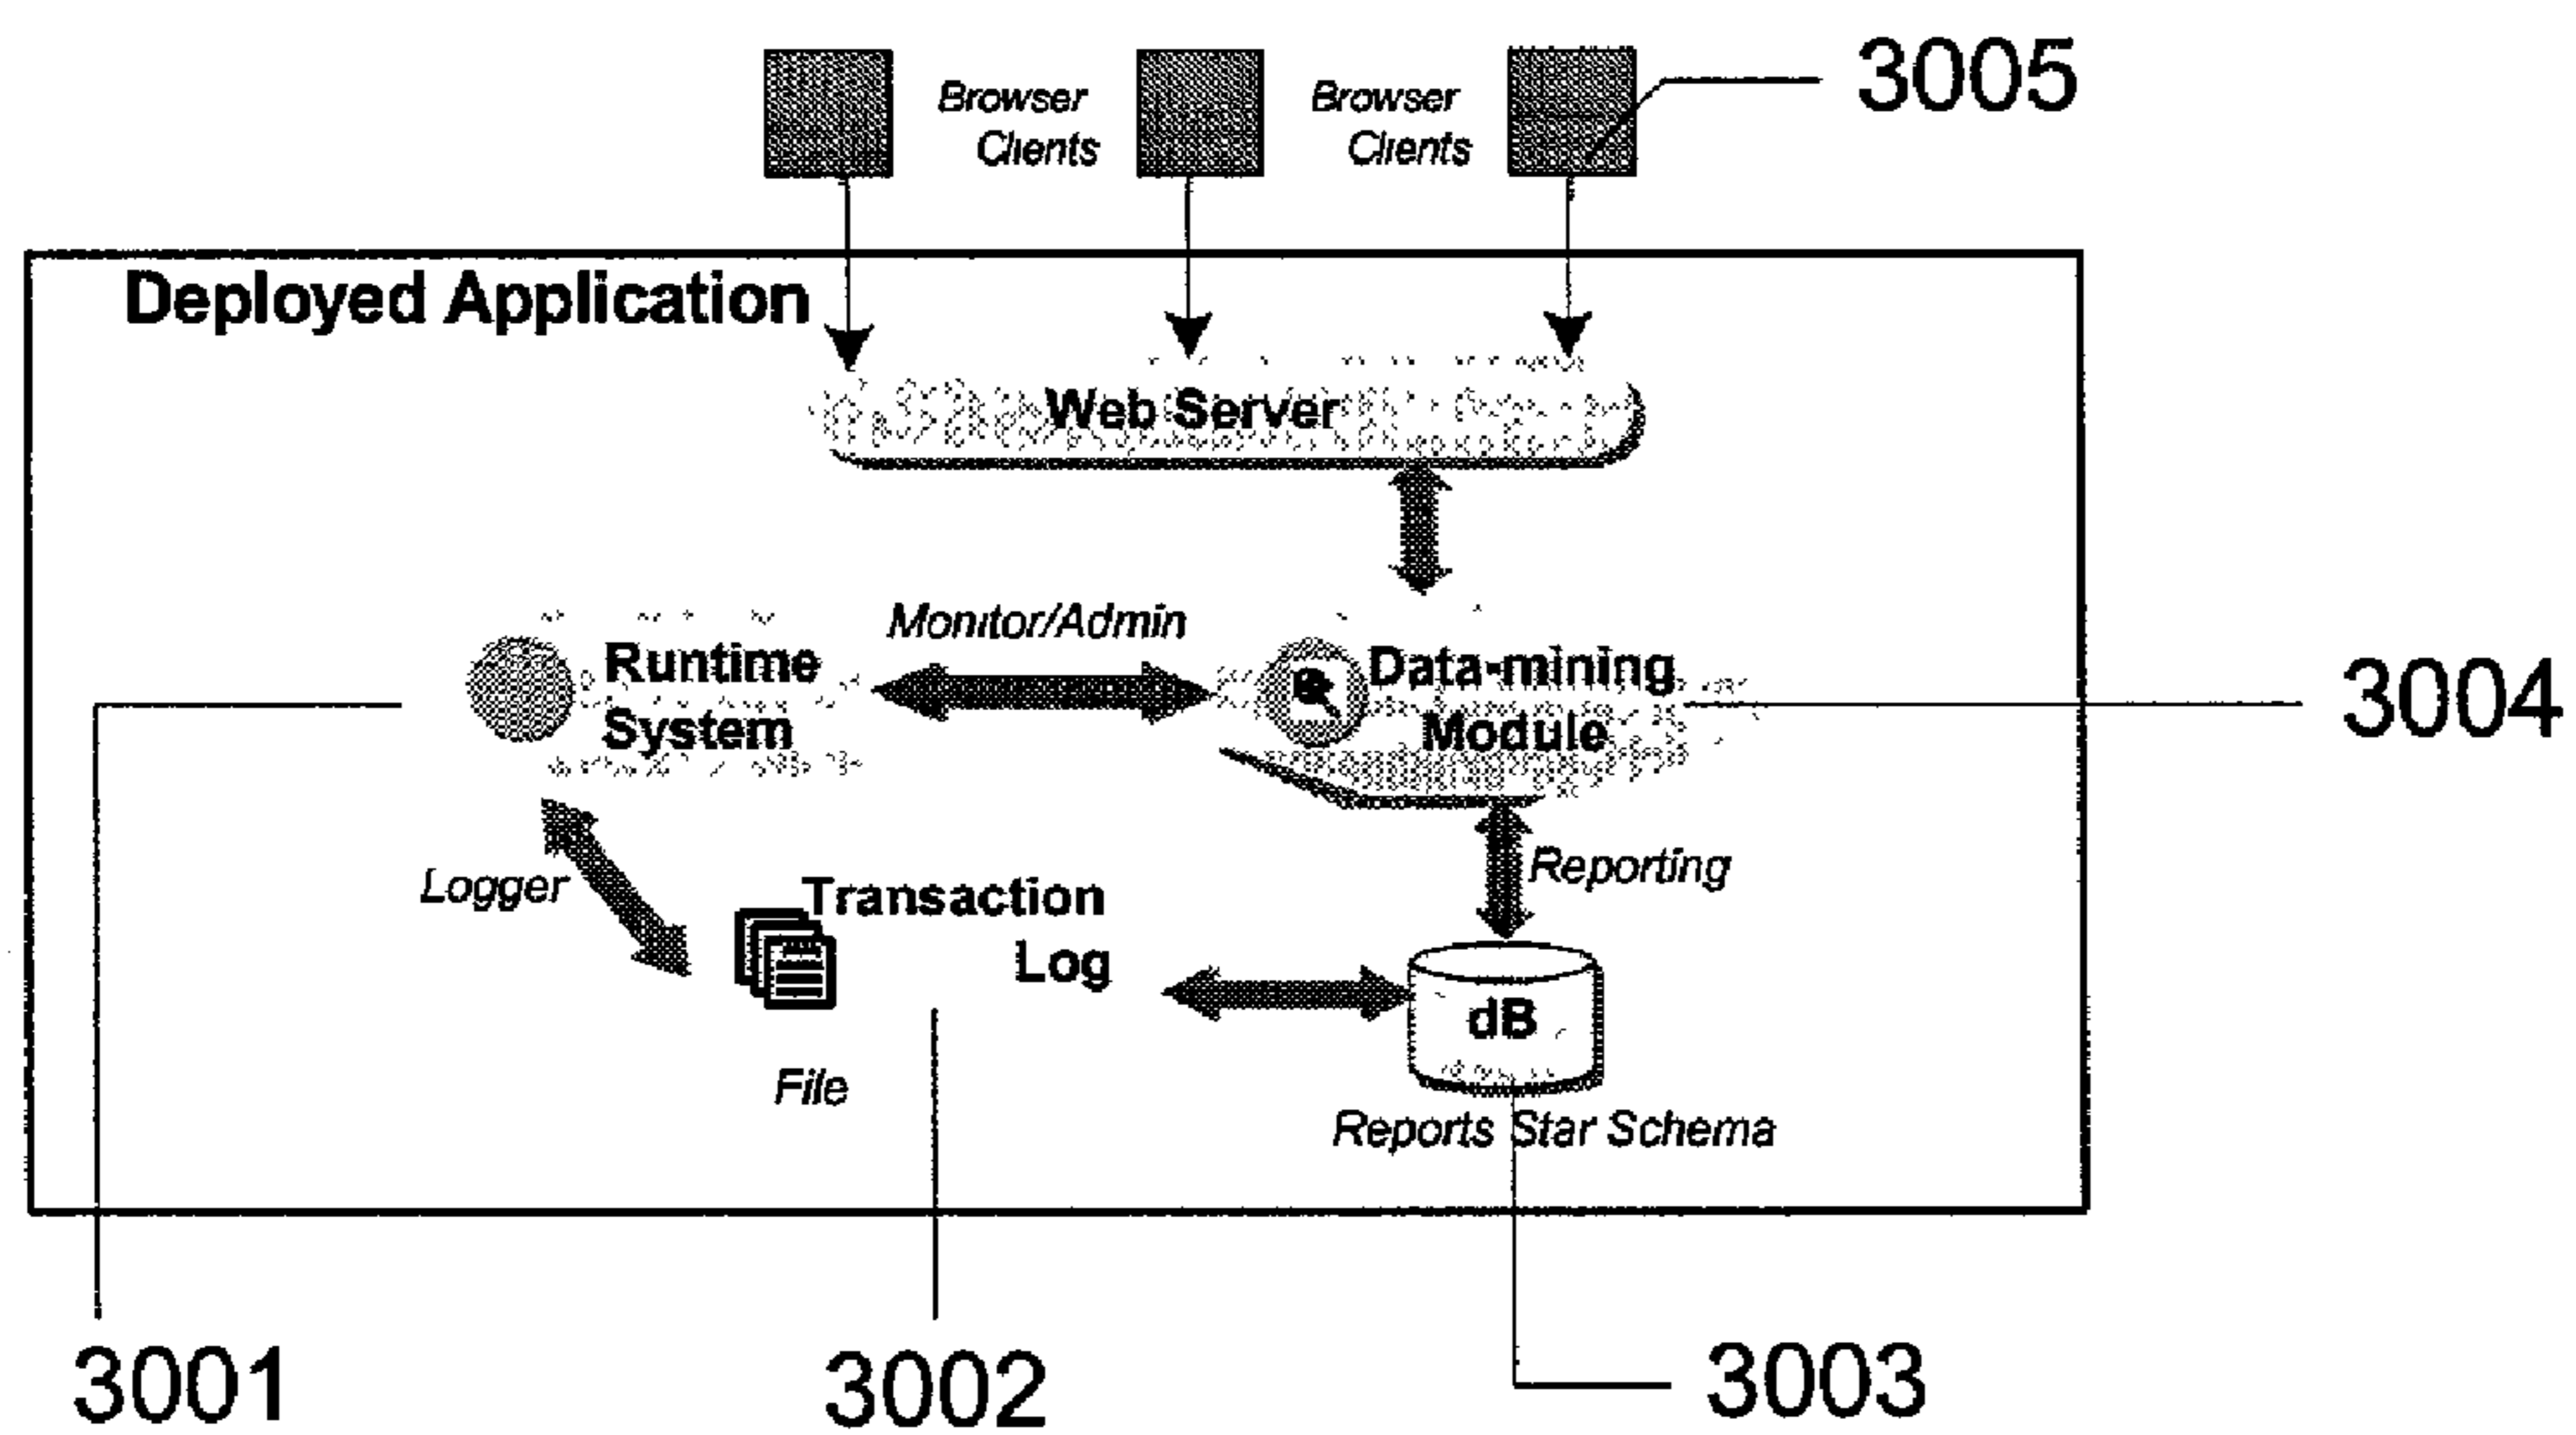 3005
Browser
Clients
Browser
Clients
Deployed Application
Web Server
Monitor/Admin
Runtime
System
Data-mining
Module
3004
Logger
Transaction
Log
Reporting
dB
File
Reports Star Schema
3001
3002
3003